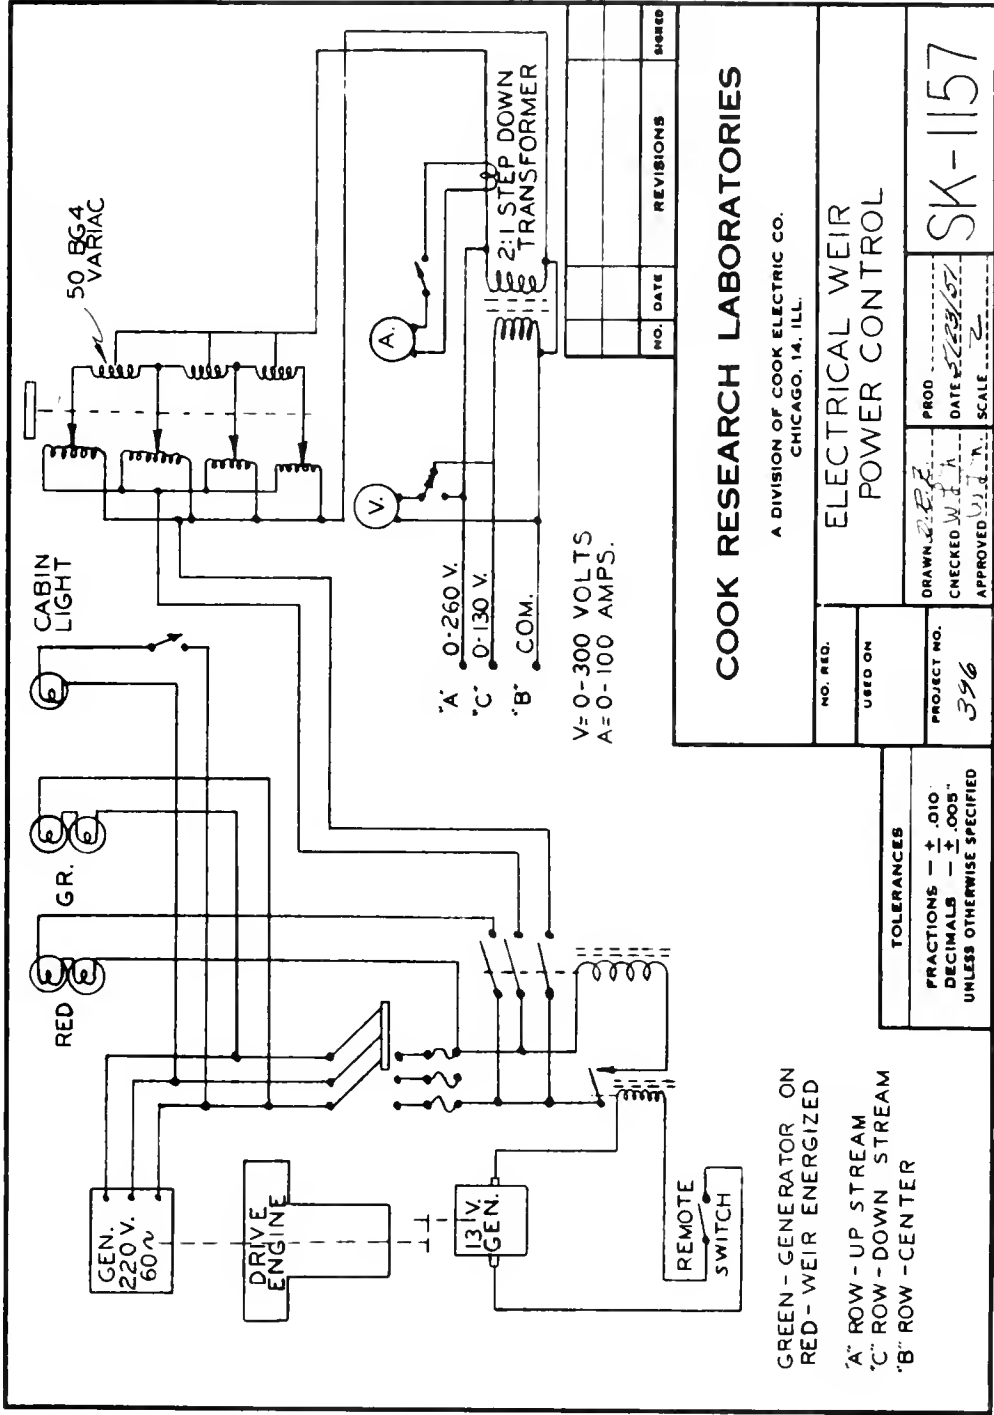 RED
GR.
CABIN
LIGHT
50 BG4
VARIAC
GEN.
220 V.
60~
DRIVE
ENGINE
13 V.
GEN.
REMOTE
SWITCH
V.
A.
"A" 0-260 V.
"C" 0-130 V.
"B" COM.
2:1 STEP DOWN
TRANSFORMER
V= 0-300 VOLTS
A= 0-100 AMPS.
GREEN - GENERATOR ON
RED - WEIR ENERGIZED
"A" ROW - UP STREAM
"C" ROW - DOWN STREAM
"B" ROW - CENTER
NO. DATE REVISIONS SIGNED
COOK RESEARCH LABORATORIES
A DIVISION OF COOK ELECTRIC CO.
CHICAGO, 14, ILL.
TOLERANCES
FRACTIONS - ± .010
DECIMALS - ± .005"
UNLESS OTHERWISE SPECIFIED
NO. REQ.
USED ON
PROJECT NO.
396
ELECTRICAL WEIR
POWER CONTROL
DRAWN
CHECKED
APPROVED
PROD
DATE 5/23/51
SCALE
SK-1157